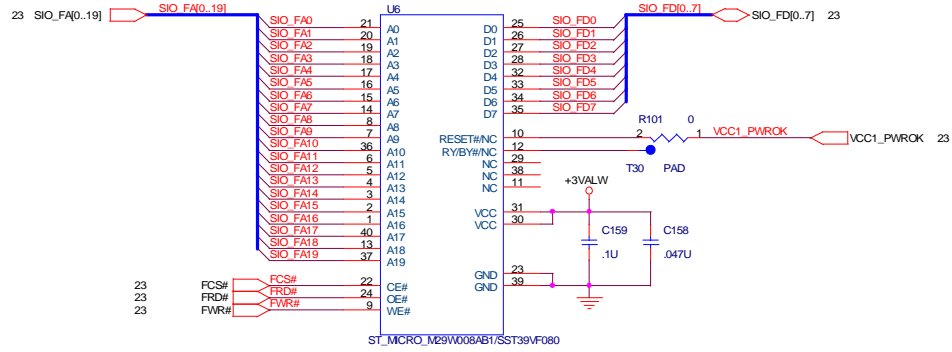 U6
23 SIO_FA[0..19] SIO_FA[0..19] SIO_FD[0..7] SIO_FD[0..7] 23
SIO_FA0 21 A0 D0 25 SIO_FD0
SIO_FA1 20 A1 D1 26 SIO_FD1
SIO_FA2 19 A2 D2 27 SIO_FD2
SIO_FA3 18 A3 D3 28 SIO_FD3
SIO_FA4 17 A4 D4 32 SIO_FD4
SIO_FA5 16 A5 D5 33 SIO_FD5
SIO_FA6 15 A6 D6 34 SIO_FD6
SIO_FA7 14 A7 D7 35 SIO_FD7
SIO_FA8 8 A8
SIO_FA9 7 A9 RESET#/NC 10 2 R101 0 1 VCC1_PWROK VCC1_PWROK 23
SIO_FA10 36 A10 RY/BY#/NC 12
SIO_FA11 6 A11 NC 29 T30 PAD
SIO_FA12 5 A12 NC 38
SIO_FA13 4 A13 NC 11 +3VALW
SIO_FA14 3 A14
SIO_FA15 2 A15 VCC 31
SIO_FA16 1 A16 VCC 30
SIO_FA17 40 A17 C159 C158
SIO_FA18 13 A18 .1U .047U
SIO_FA19 37 A19
GND 23
23 FCS# FCS# 22 CE# GND 39
23 FRD# FRD# 24 OE#
23 FWR# FWR# 9 WE#
ST_MICRO_M29W008AB1/SST39VF080